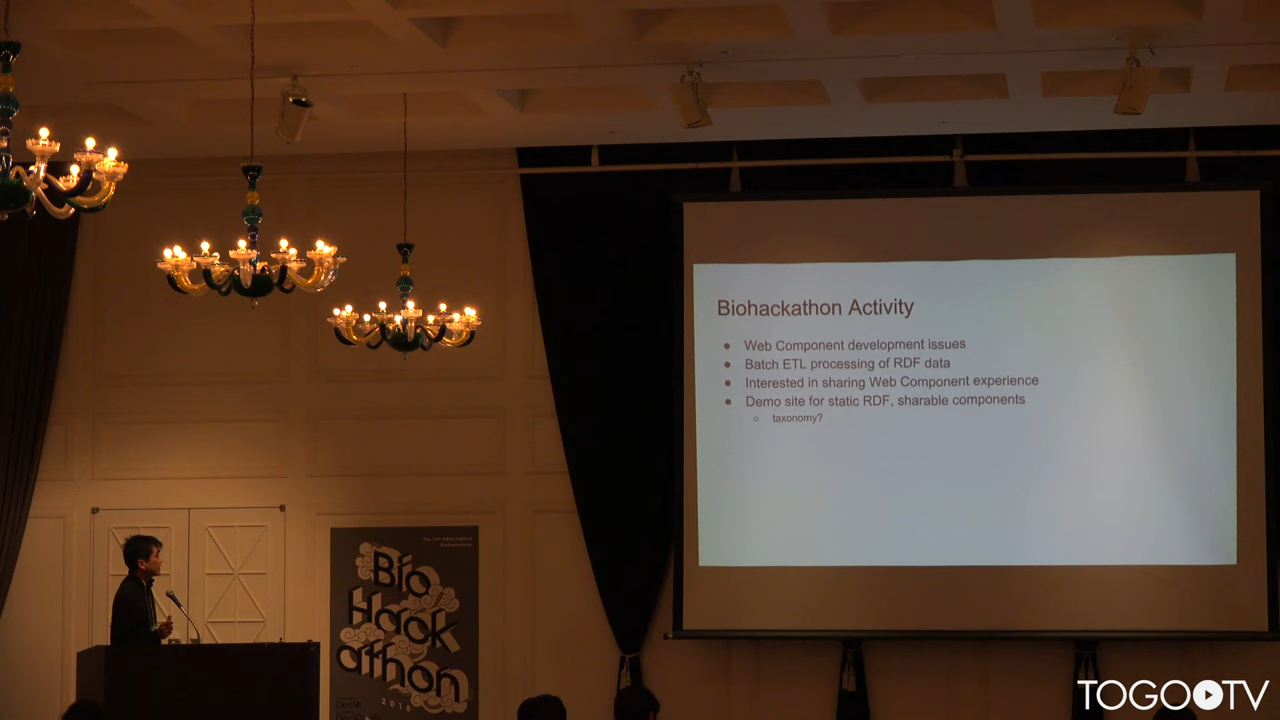 Biohackathon Activity
● Web Component development issues
● Batch ETL processing of RDF data
● Interested in sharing Web Component experience
● Demo site for static RDF, sharable components
○ taxonomy?
Bio
Hack
athon
TOGOTV